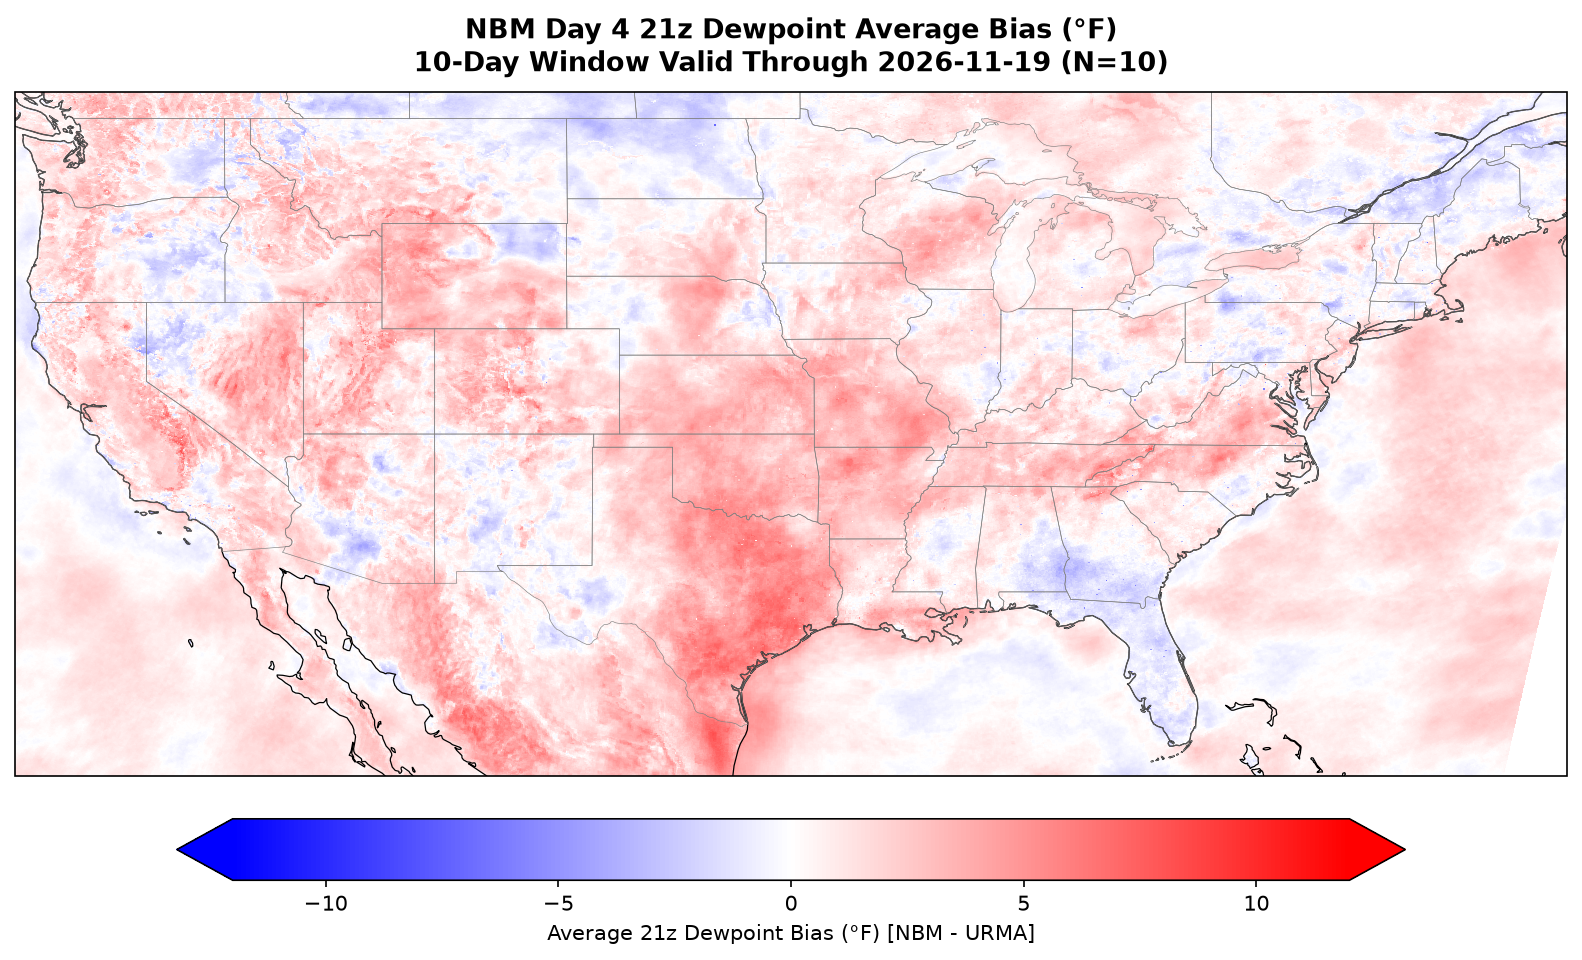 NBM Day 4 21z Dewpoint Average Bias (°F)
10-Day Window Valid Through 2026-11-19 (N=10)
−10 −5 0 5 10
Average 21z Dewpoint Bias (°F) [NBM - URMA]